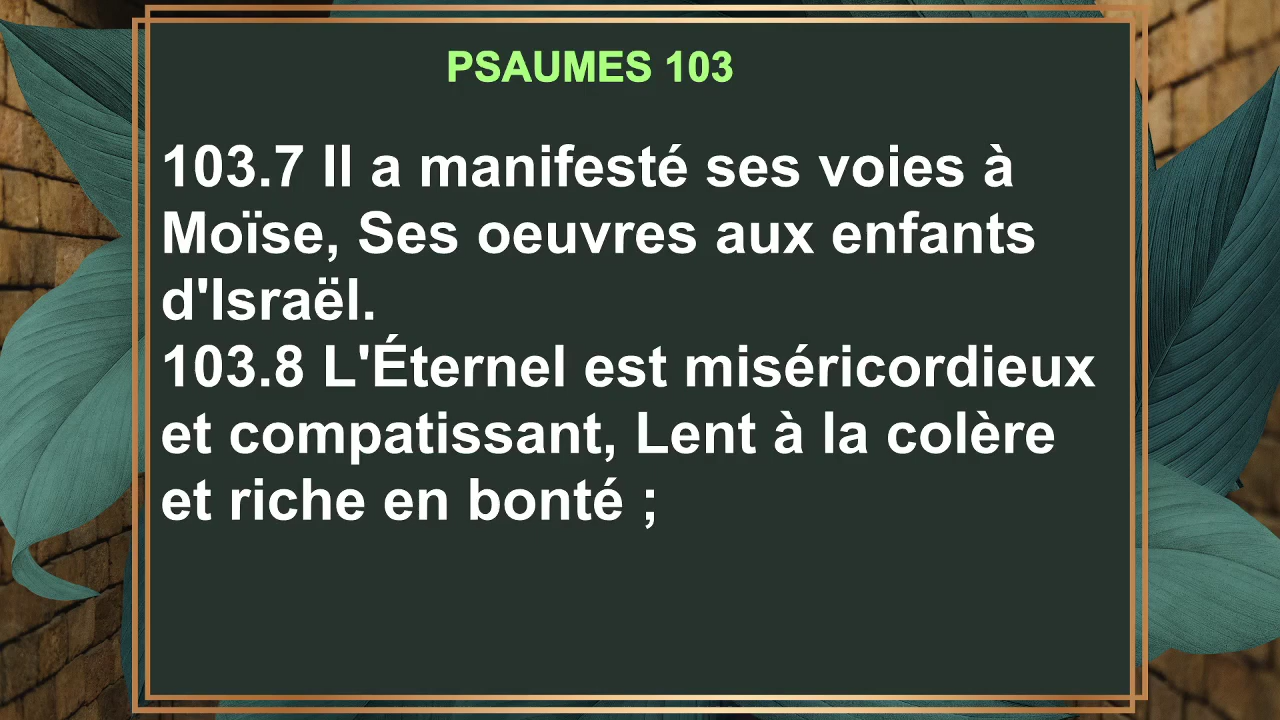 PSAUMES 103
103.7 Il a manifesté ses voies à
Moïse, Ses oeuvres aux enfants
d'Israël.
103.8 L'Éternel est miséricordieux
et compatissant, Lent à la colère
et riche en bonté ;